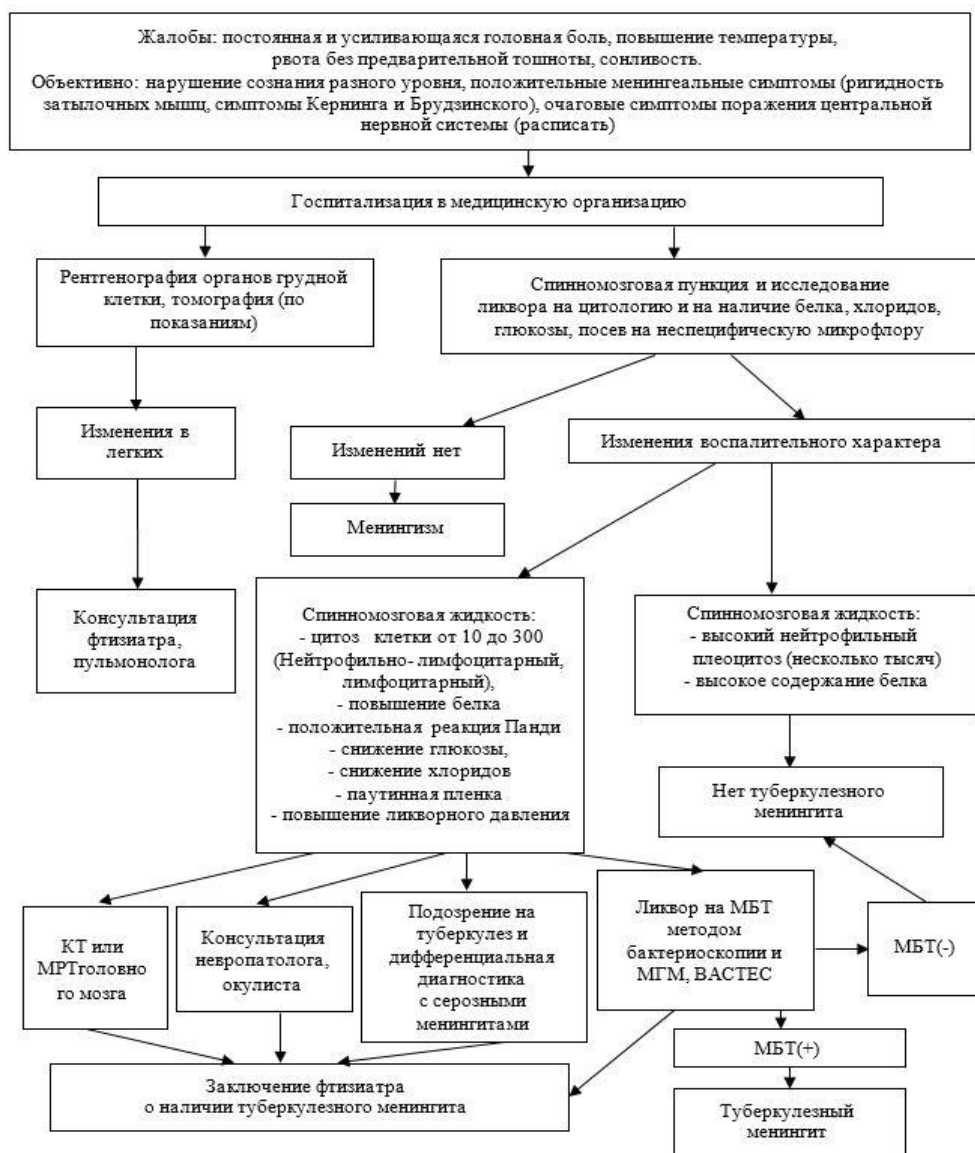 Жалобы: постоянная и усиливающаяся головная боль, повышение температуры,
рвота без предварительной тошноты, сонливость.
Объективно: нарушение сознания разного уровня, положительные менингеальные симптомы (ригидность
затылочных мышц, симптомы Кернинга и Брудзинского), очаговые симптомы поражения центральной
нервной системы (расписать)
Госпитализация в медицинскую организацию
Рентгенография органов грудной
клетки, томография (по
показаниям)
Спинномозговая пункция и исследование
ликвора на цитологию и на наличие белка, хлоридов,
глюкозы, посев на неспецифическую микрофлору
Изменения в
легких
Изменений нет
Изменения воспалительного характера
Менингизм
Консультация
фтизиатра,
пульмонолога
Спинномозговая жидкость:
- цитоз клетки от 10 до 300
(Нейтрофильно- лимфоцитарный,
лимфоцитарный),
- повышение белка
- положительная реакция Панди
- снижение глюкозы,
- снижение хлоридов
- паутинная пленка
- повышение ликворного давления
Спинномозговая жидкость:
- высокий нейтрофильный
плеоцитоз (несколько тысяч)
- высокое содержание белка
Нет туберкулезного
менингита
КТ или
МРТголовно
го мозга
Консультация
невропатолога,
окулиста
Подозрение на
туберкулез и
дифференциальная
диагностика
с серозными
менингитами
Ликвор на МБТ
методом
бактериоскопии и
МГМ, ВАСТЕС
МБТ(-)
МБТ(+)
Заключение фтизиатра
о наличии туберкулезного менингита
Туберкулезный
менингит